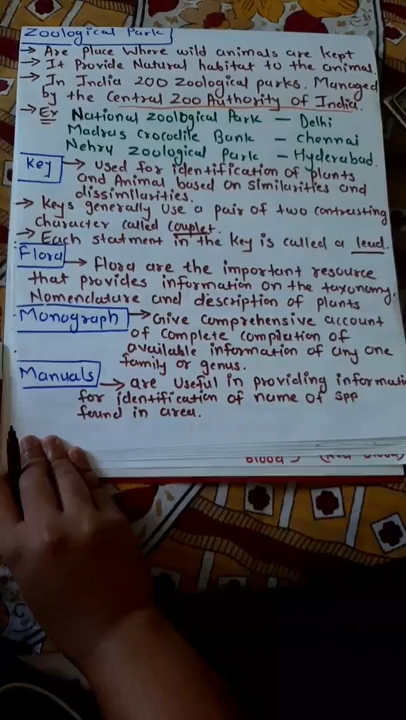 Zoological Park
→ Are Place where wild animals are kept
→ It Provide Natural habitat to the animal.
→ In India 200 zoological parks. Managed
by the Central Zoo Authority of India.
→ Ex National zoological Park — Delhi
Madras crocodile Bank — chennai
Nehry zoological Park — Hyderabad.
Key → used for identification of plants
and Animal based on similarities and
dissimilarities.
→ Keys generally use a pair of two contrasting
character called couplet.
→ Each statment in the Key is called a lead.
Flora → Flora are the important resource
that provides information on the taxonomy.
Nomenclature and description of plants
Monograph → Give comprehensive account
of complete compilation of
available information of any one
family or genus.
Manuals → are useful in providing informati
for identification of name of spp
found in area.